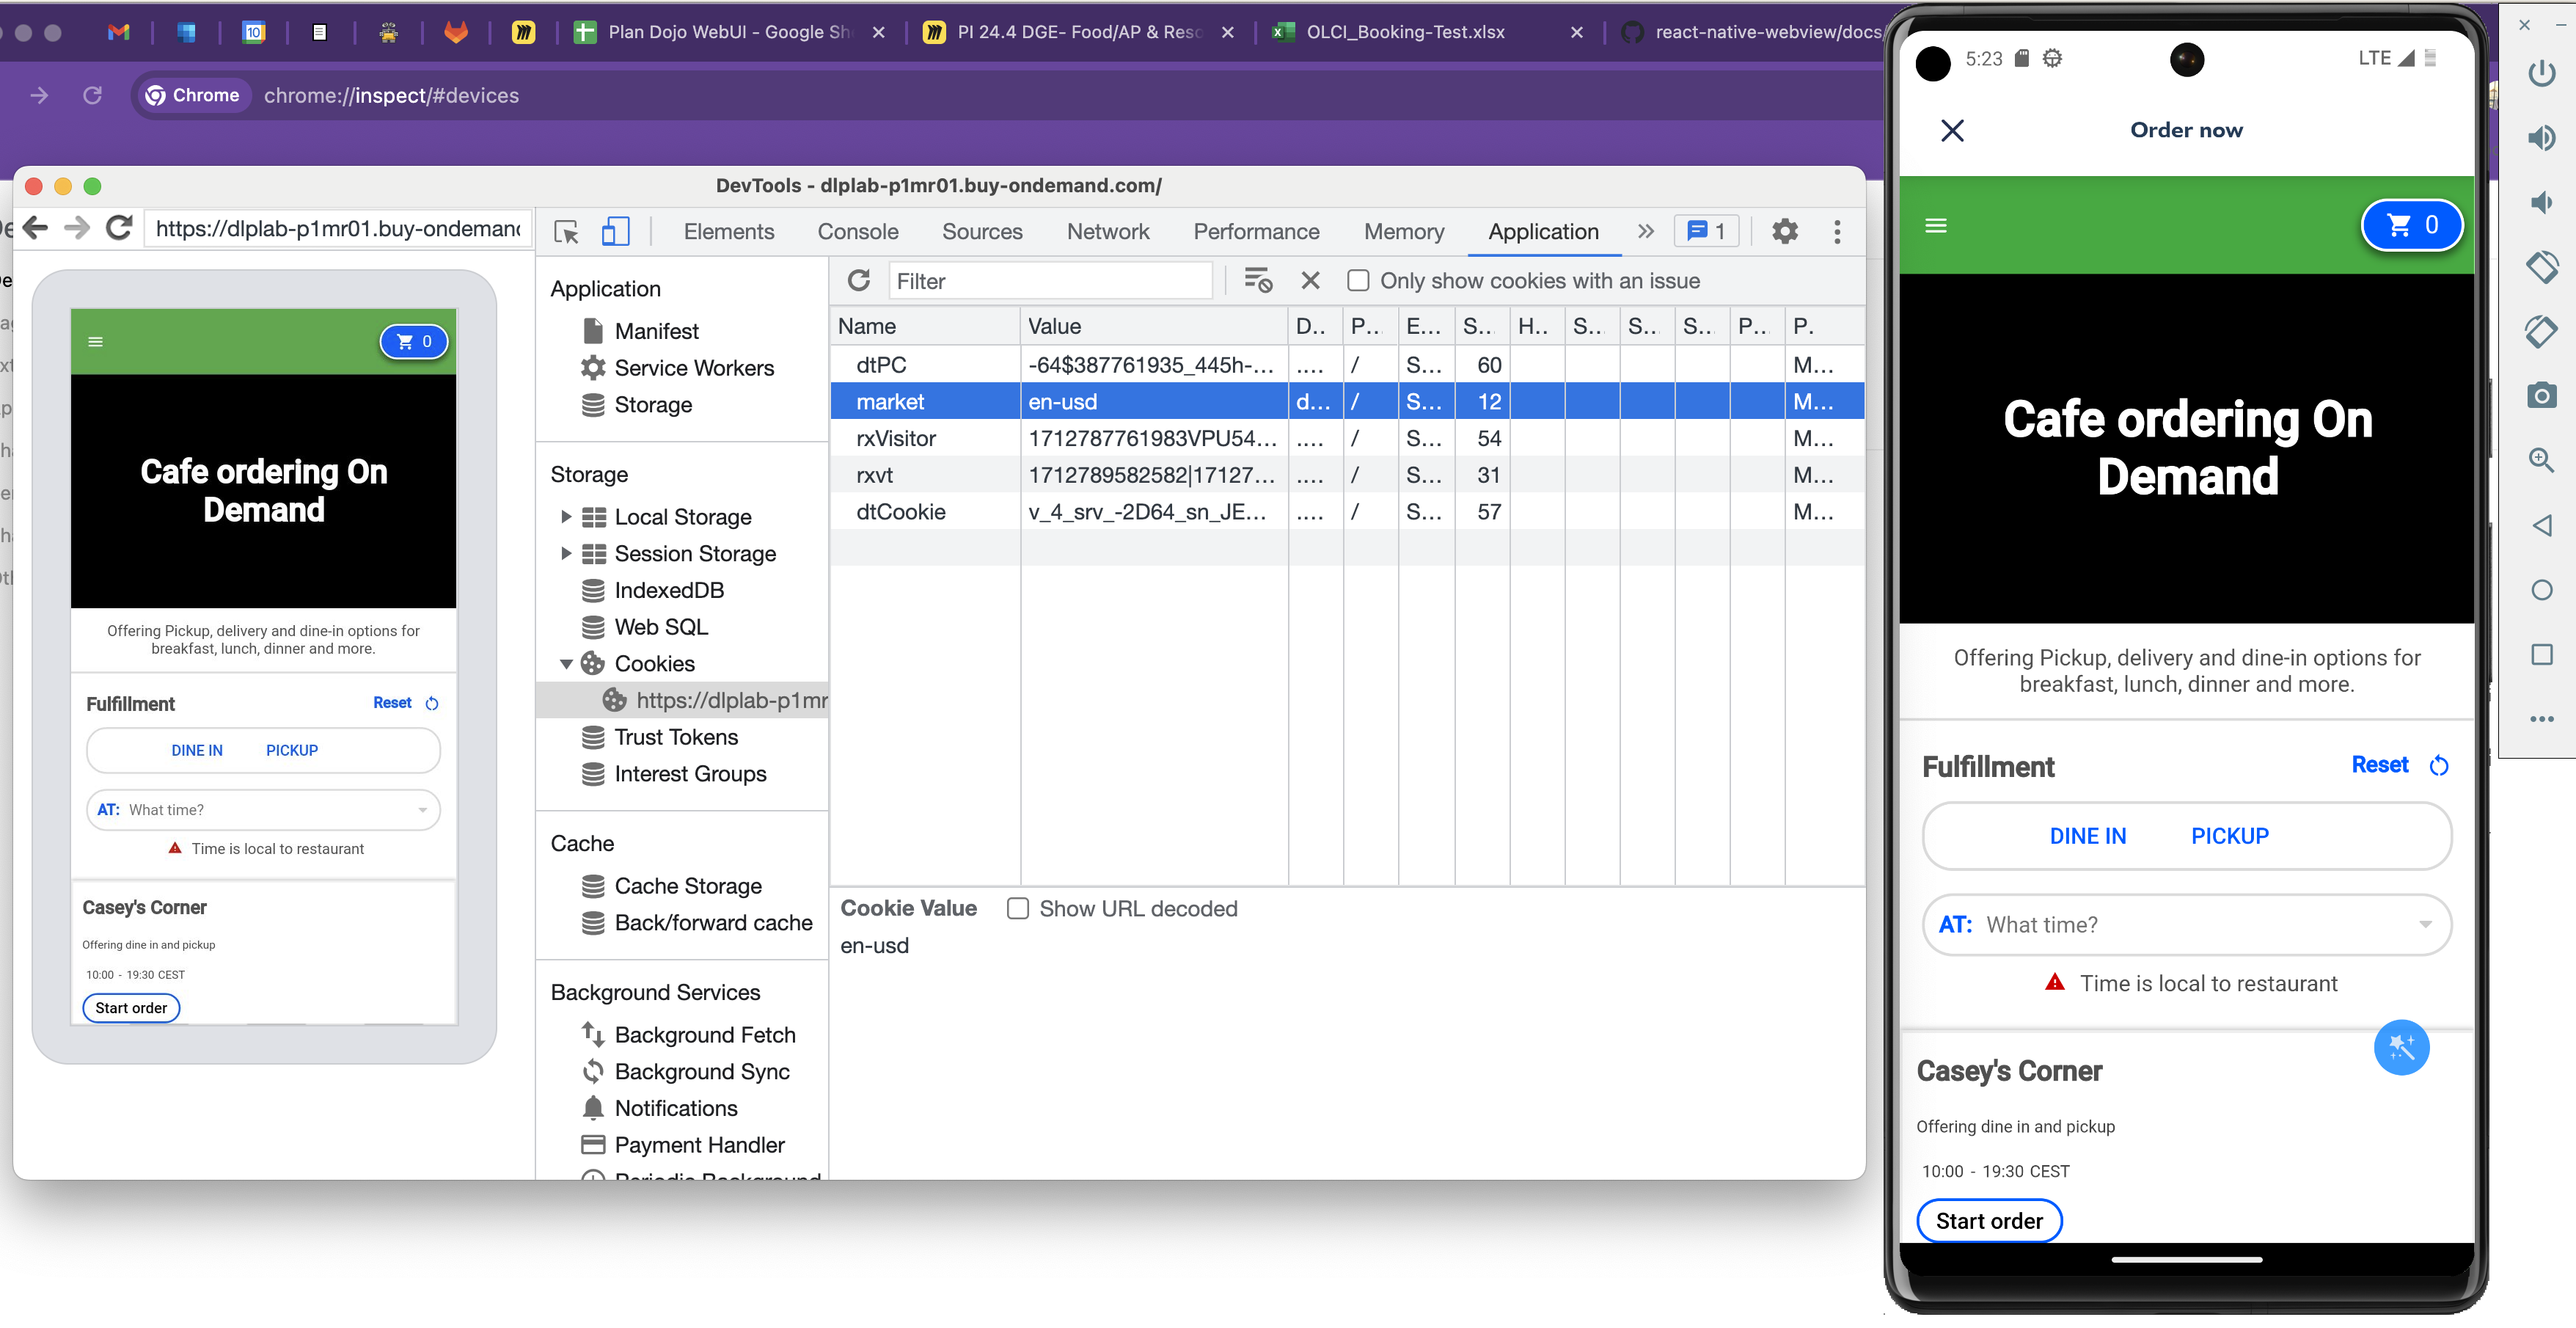 10
Plan Dojo WebUI - Google Sh
PI 24.4 DGE- Food/AP & Reso
OLCI_Booking-Test.xlsx
react-native-webview/docs
Chrome
chrome://inspect/#devices
DevTools - dlplab-p1mr01.buy-ondemand.com/
https://dlplab-p1mr01.buy-ondemand
Elements
Console
Sources
Network
Performance
Memory
Application
1
0
Cafe ordering On
Demand
Offering Pickup, delivery and dine-in options for
breakfast, lunch, dinner and more.
Fulfillment
Reset
DINE IN
PICKUP
AT: What time?
Time is local to restaurant
Casey's Corner
Offering dine in and pickup
10:00 - 19:30 CEST
Start order
Application
Manifest
Service Workers
Storage
Storage
Local Storage
Session Storage
IndexedDB
Web SQL
Cookies
https://dlplab-p1mr
Trust Tokens
Interest Groups
Cache
Cache Storage
Back/forward cache
Background Services
Background Fetch
Background Sync
Notifications
Payment Handler
Periodic Background
Filter
Only show cookies with an issue
Name Value D... P... E... S... H... S... S... S... P... P.
dtPC -64$387761935_445h-... .... / S... 60 M...
market en-usd d... / S... 12 M...
rxVisitor 1712787761983VPU54... .... / S... 54 M...
rxvt 1712789582582|17127... .... / S... 31 M...
dtCookie v_4_srv_-2D64_sn_JE... .... / S... 57 M...
Cookie Value
Show URL decoded
en-usd
5:23
LTE
Order now
0
Cafe ordering On
Demand
Offering Pickup, delivery and dine-in options for
breakfast, lunch, dinner and more.
Fulfillment
Reset
DINE IN
PICKUP
AT: What time?
Time is local to restaurant
Casey's Corner
Offering dine in and pickup
10:00 - 19:30 CEST
Start order